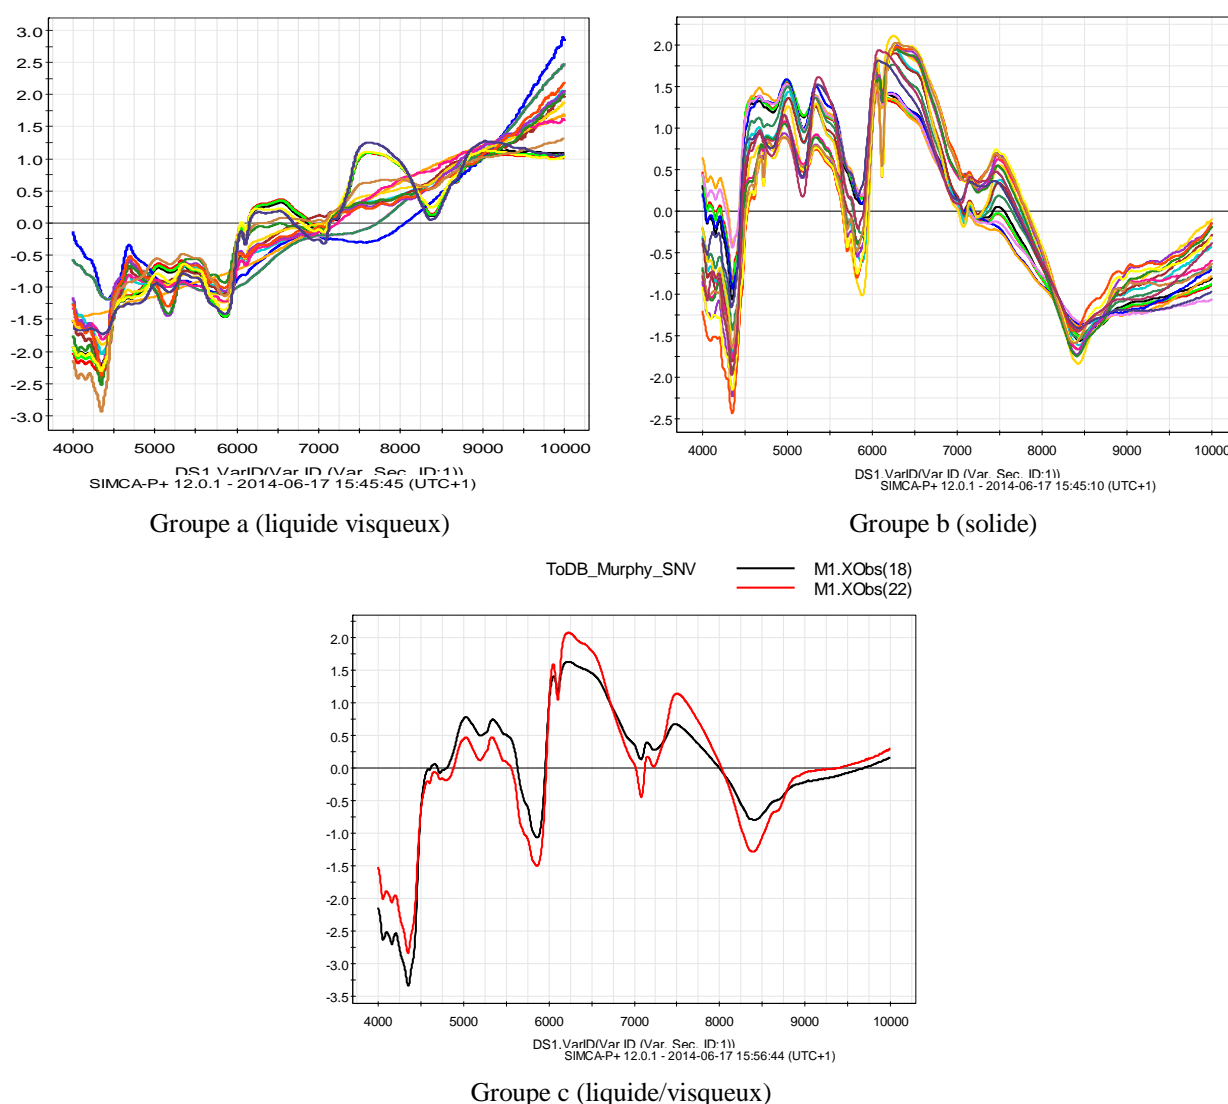 3.0
2.5
2.0
1.5
1.0
0.5
0.0
-0.5
-1.0
-1.5
-2.0
-2.5
-3.0
4000 5000 6000 7000 8000 9000 10000
DS1.VarID(Var ID (Var. Sec. ID:1))
SIMCA-P+ 12.0.1 - 2014-06-17 15:45:45 (UTC+1)
Groupe a (liquide visqueux)
2.0
1.5
1.0
0.5
0.0
-0.5
-1.0
-1.5
-2.0
-2.5
4000 5000 6000 7000 8000 9000 10000
DS1.VarID(Var ID (Var. Sec. ID:1))
SIMCA-P+ 12.0.1 - 2014-06-17 15:45:10 (UTC+1)
Groupe b (solide)
ToDB_Murphy_SNV M1.XObs(18)
M1.XObs(22)
2.0
1.5
1.0
0.5
0.0
-0.5
-1.0
-1.5
-2.0
-2.5
-3.0
-3.5
4000 5000 6000 7000 8000 9000 10000
DS1.VarID(Var ID (Var. Sec. ID:1))
SIMCA-P+ 12.0.1 - 2014-06-17 15:56:44 (UTC+1)
Groupe c (liquide/visqueux)